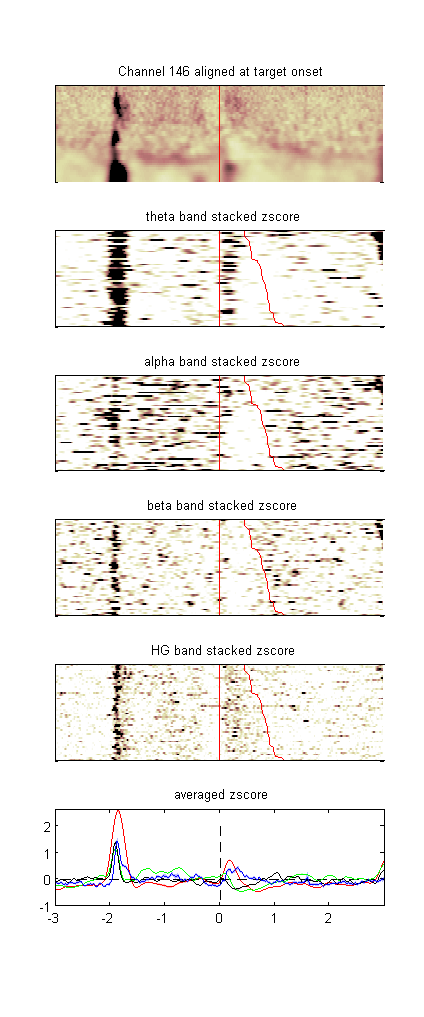 Channel 146 aligned at target onset
theta band stacked zscore
alpha band stacked zscore
beta band stacked zscore
HG band stacked zscore
averaged zscore
2
1
0
-1
-3 -2 -1 0 1 2